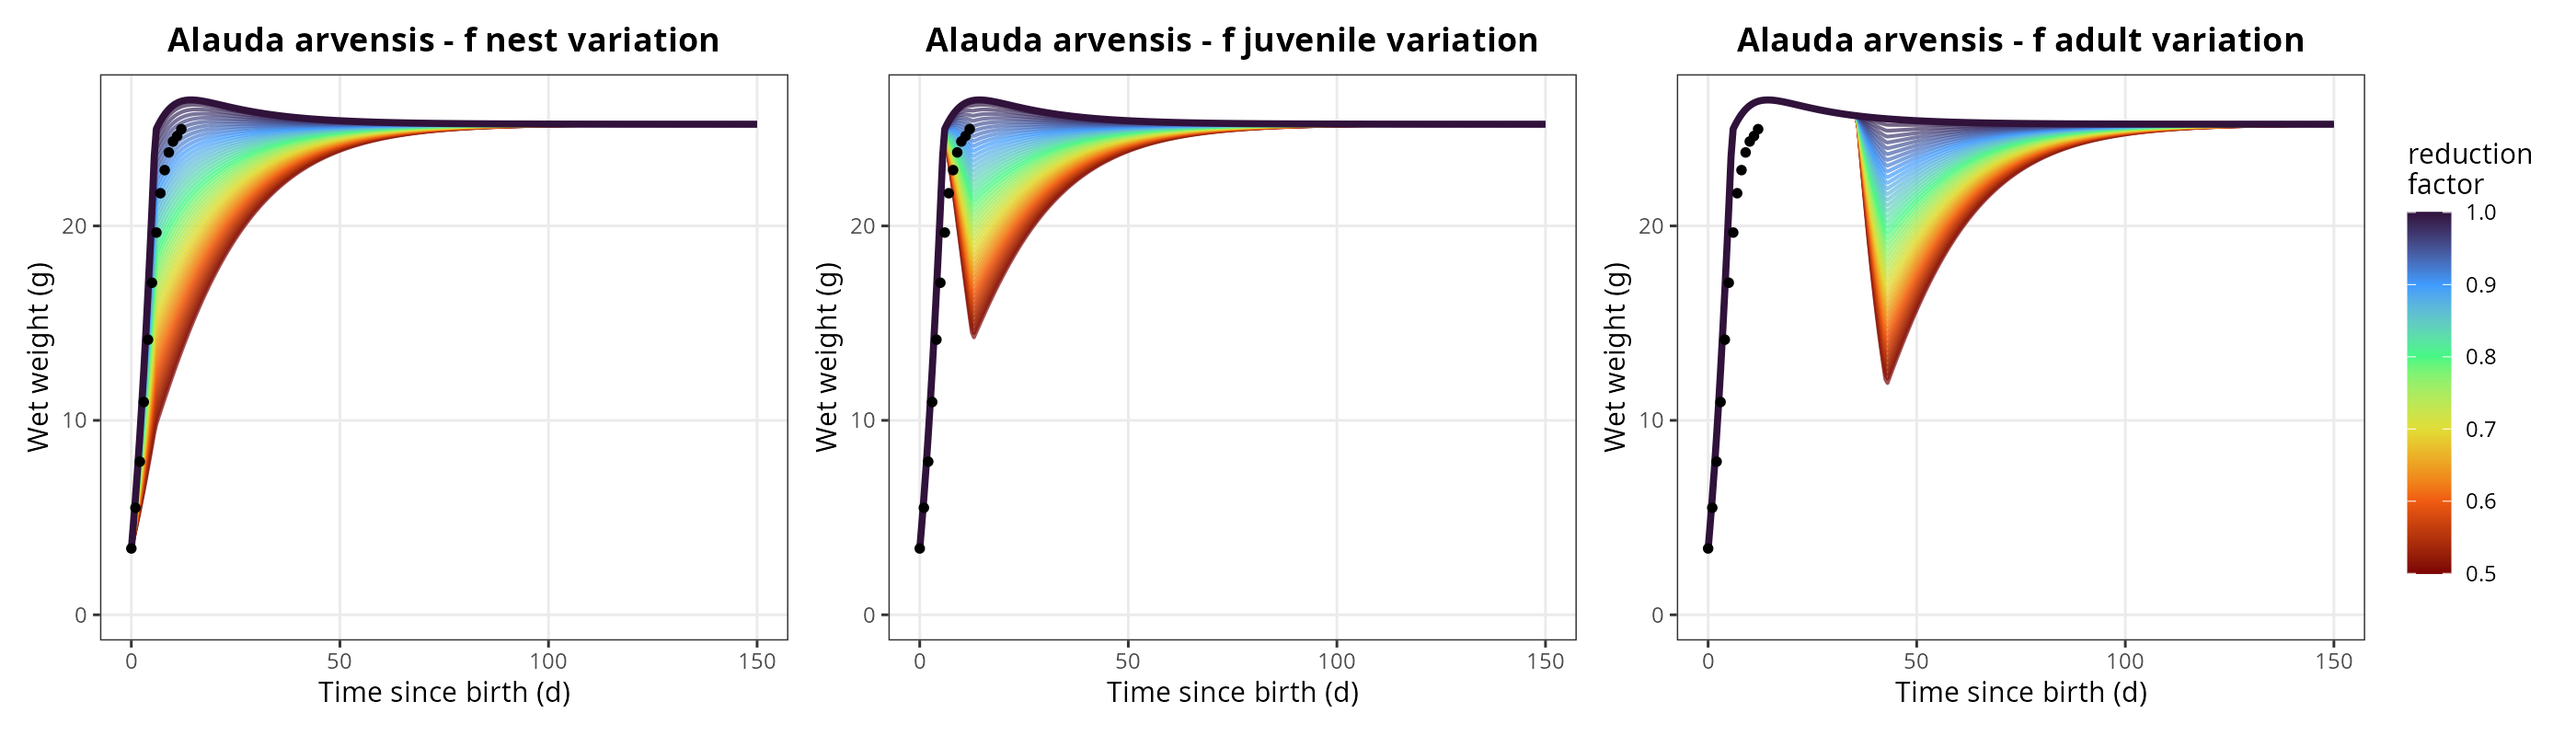 Alauda arvensis - f nest variation
Wet weight (g)
20
10
0
0 50 100 150
Time since birth (d)
Alauda arvensis - f juvenile variation
Wet weight (g)
20
10
0
0 50 100 150
Time since birth (d)
Alauda arvensis - f adult variation
Wet weight (g)
20
10
0
0 50 100 150
Time since birth (d)
reduction
factor
1.0
0.9
0.8
0.7
0.6
0.5